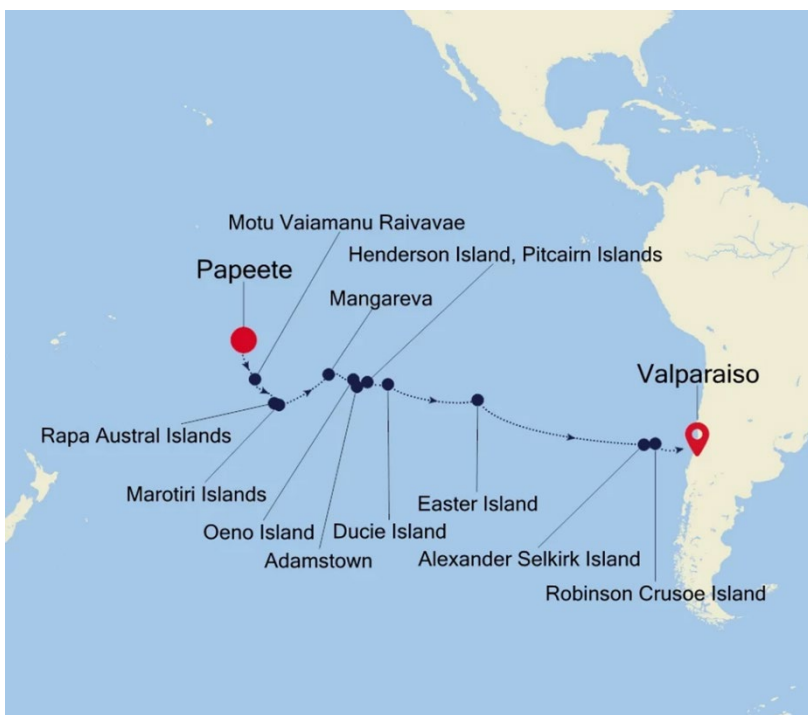 Motu Vaiamanu Raivavae
Henderson Island, Pitcairn Islands
Papeete
Mangareva
Valparaiso
Rapa Austral Islands
Marotiri Islands
Easter Island
Oeno Island
Ducie Island
Adamstown
Alexander Selkirk Island
Robinson Crusoe Island